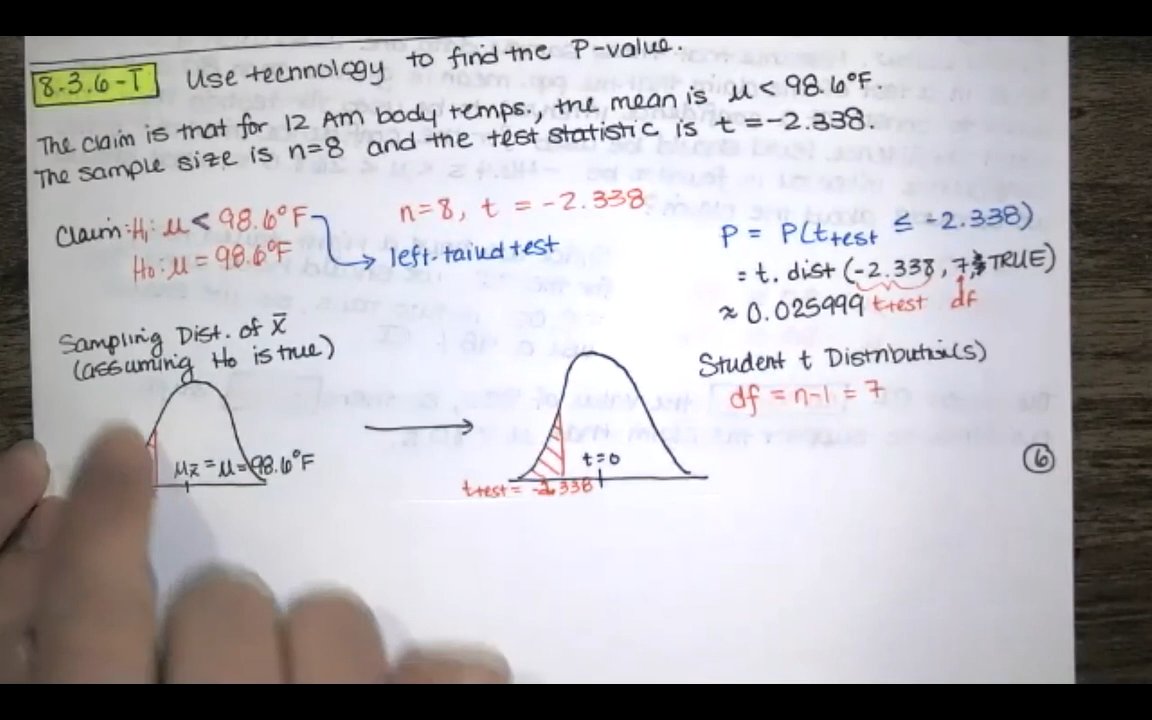 8.3.6-T Use technology to find the P-value.
The claim is that for 12 Am body temps, the mean is μ < 98.6°F.
The sample size is n=8 and the test statistic is t = -2.338.
Claim: H₁: μ < 98.6°F
H₀: μ = 98.6°F
n=8, t = -2.338
left-tailed test
P = P(t test ≤ -2.338)
= t. dist (-2.338, 7, TRUE)
≈ 0.025999 t test df
Sampling Dist. of x̄
(assuming H₀ is true)
Student t Distribution(s)
df = n-1 = 7
μx̄ = μ = 98.6°F
t=0
t test = -2.338
6